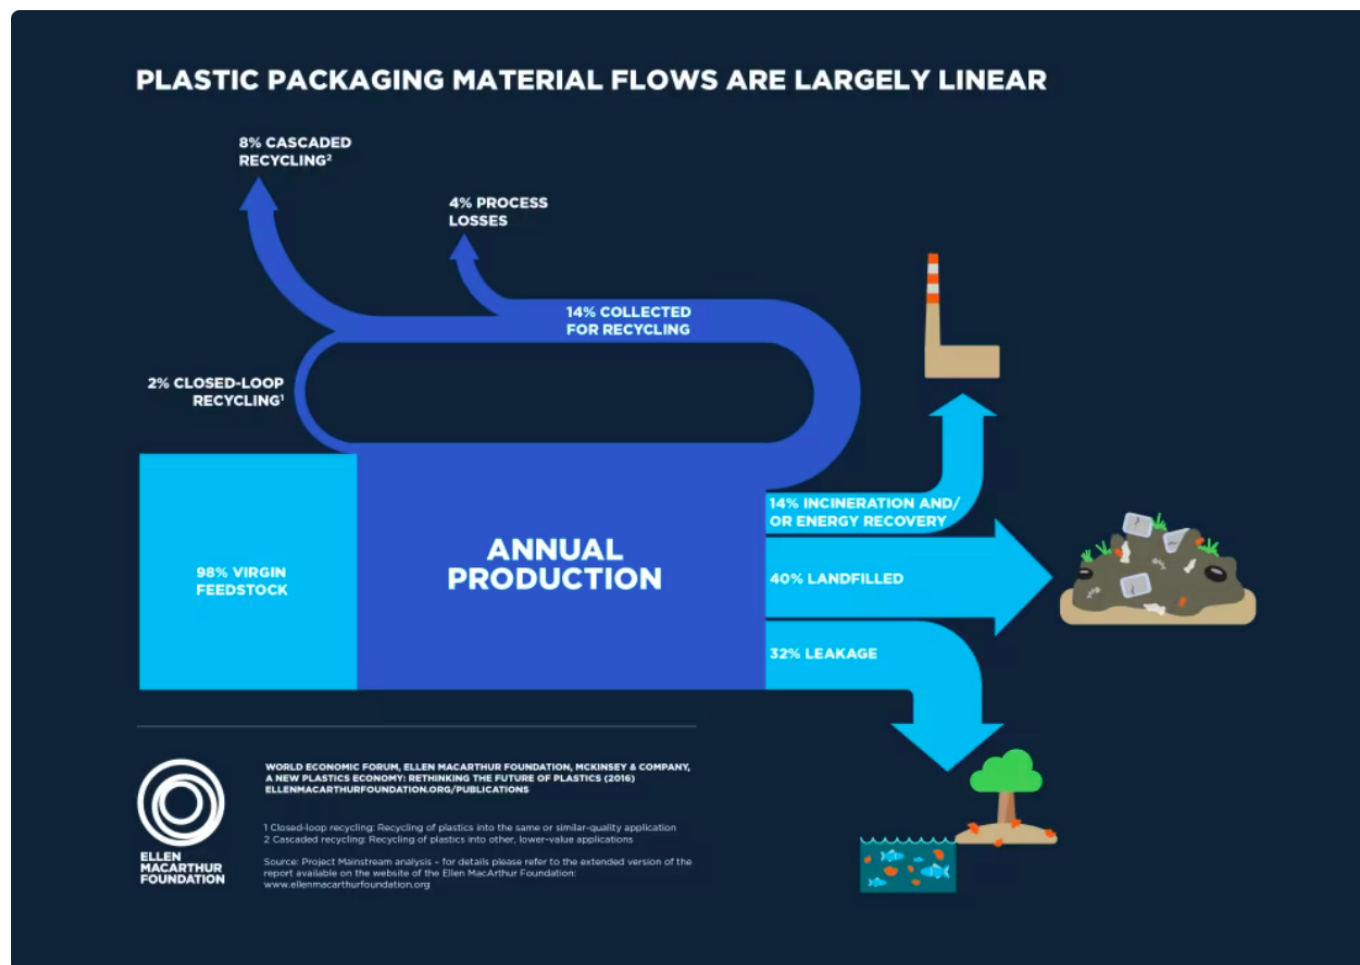 PLASTIC PACKAGING MATERIAL FLOWS ARE LARGELY LINEAR
8% CASCADED
RECYCLING²
4% PROCESS
LOSSES
14% COLLECTED
FOR RECYCLING
2% CLOSED-LOOP
RECYCLING¹
98% VIRGIN
FEEDSTOCK
ANNUAL
PRODUCTION
14% INCINERATION AND/
OR ENERGY RECOVERY
40% LANDFILLED
32% LEAKAGE
ELLEN
MACARTHUR
FOUNDATION
WORLD ECONOMIC FORUM, ELLEN MACARTHUR FOUNDATION, MCKINSEY & COMPANY,
A NEW PLASTICS ECONOMY: RETHINKING THE FUTURE OF PLASTICS (2016)
ELLENMACARTHURFOUNDATION.ORG/PUBLICATIONS
1 Closed-loop recycling: Recycling of plastics into the same or similar-quality application
2 Cascaded recycling: Recycling of plastics into other, lower-value applications
Source: Project Mainstream analysis – for details please refer to the extended version of the
report available on the website of the Ellen MacArthur Foundation:
www.ellenmacarthurfoundation.org